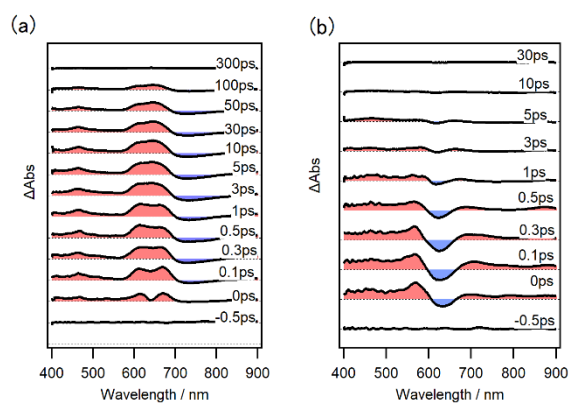 (a)
300ps
100ps
50ps
30ps
10ps
5ps
3ps
1ps
0.5ps
0.3ps
0.1ps
0ps
-0.5ps
ΔAbs
400 500 600 700 800 900
Wavelength / nm
(b)
30ps
10ps
5ps
3ps
1ps
0.5ps
0.3ps
0.1ps
0ps
-0.5ps
ΔAbs
400 500 600 700 800 900
Wavelength / nm